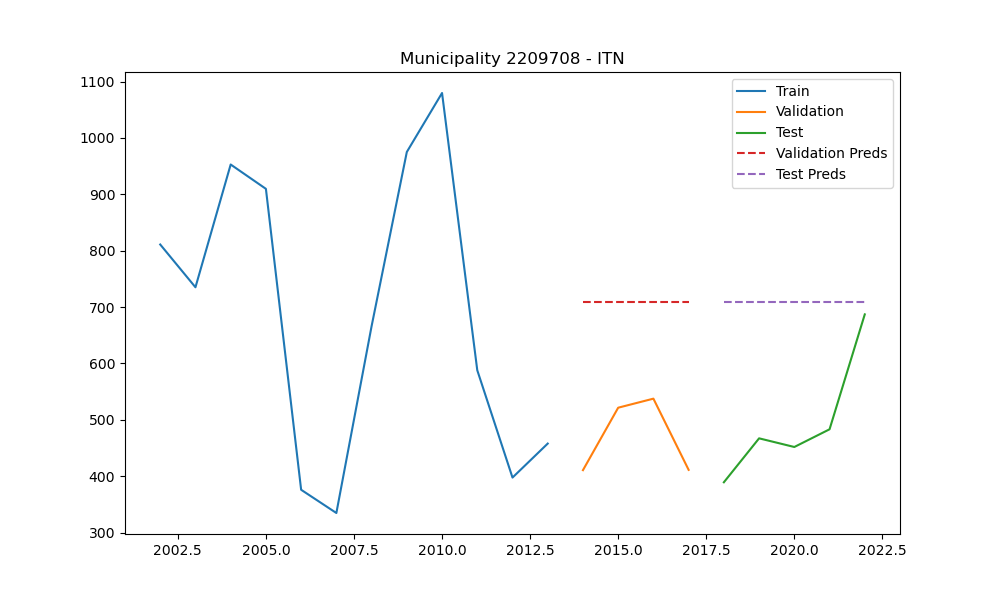 Municipality 2209708 - ITN
1100
1000
900
800
700
600
500
400
300
2002.5 2005.0 2007.5 2010.0 2012.5 2015.0 2017.5 2020.0 2022.5
Train
Validation
Test
Validation Preds
Test Preds